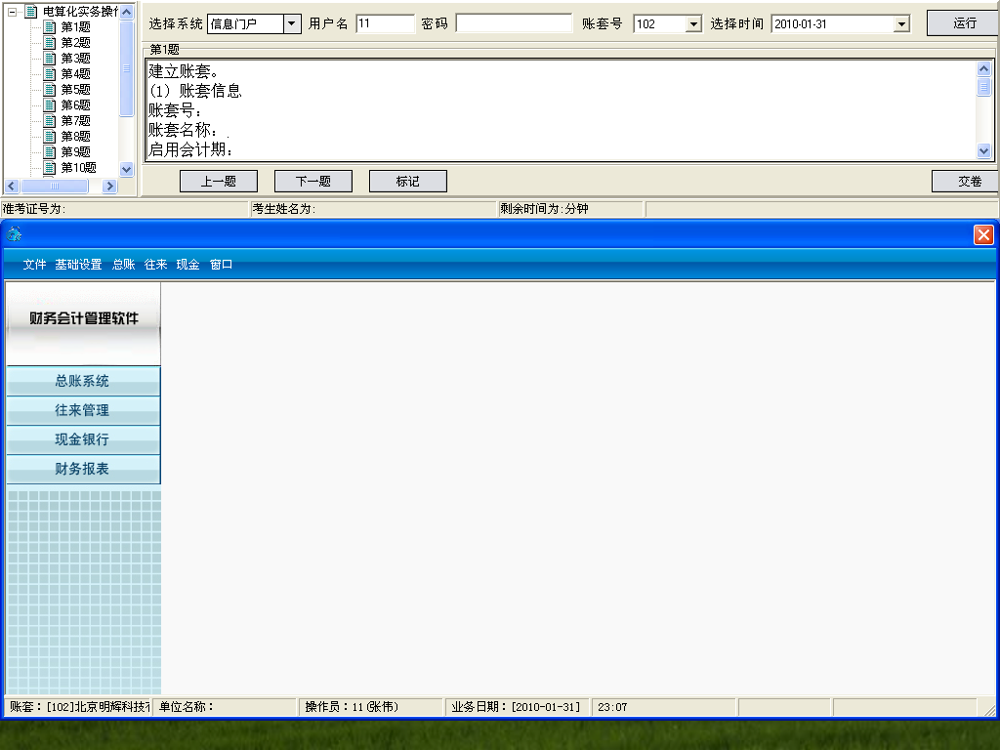 电算化实务操作
第1题
第2题
第3题
第4题
第5题
第6题
第7题
第8题
第9题
第10题
选择系统 信息门户 用户名 11 密码 账套号 102 选择时间 2010-01-31 运行
第1题
建立账套。
(1) 账套信息
账套号:
账套名称:
启用会计期:
上一题 下一题 标记 交卷
准考证号为: 考生姓名为: 剩余时间为:分钟
文件 基础设置 总账 往来 现金 窗口
财务会计管理软件
总账系统
往来管理
现金银行
财务报表
账套:[102]北京明辉科技 单位名称: 操作员:11(张伟) 业务日期:[2010-01-31] 23:07